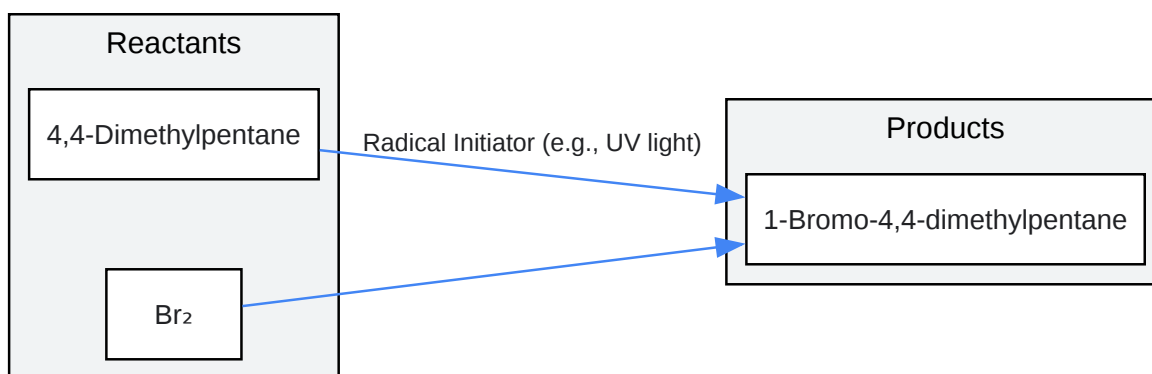 Reactants
4,4-Dimethylpentane
Radical Initiator (e.g., UV light)
Products
1-Bromo-4,4-dimethylpentane
Br₂